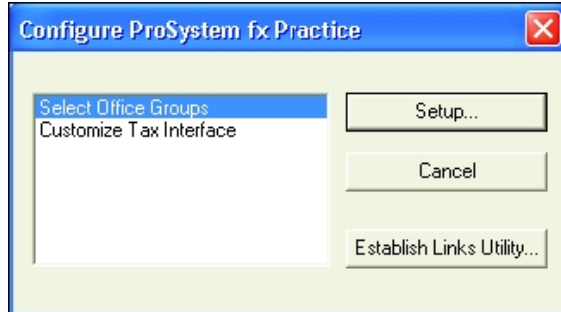 Configure ProSystem fx Practice
Select Office Groups
Customize Tax Interface
Setup...
Cancel
Establish Links Utility...